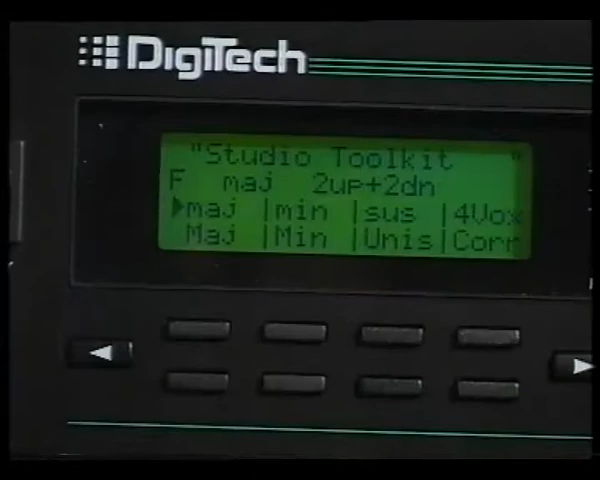 DigiTech
"Studio Toolkit "
F maj 2up+2dn
maj |min |sus |4Vox
Maj |Min |Unis|Corr